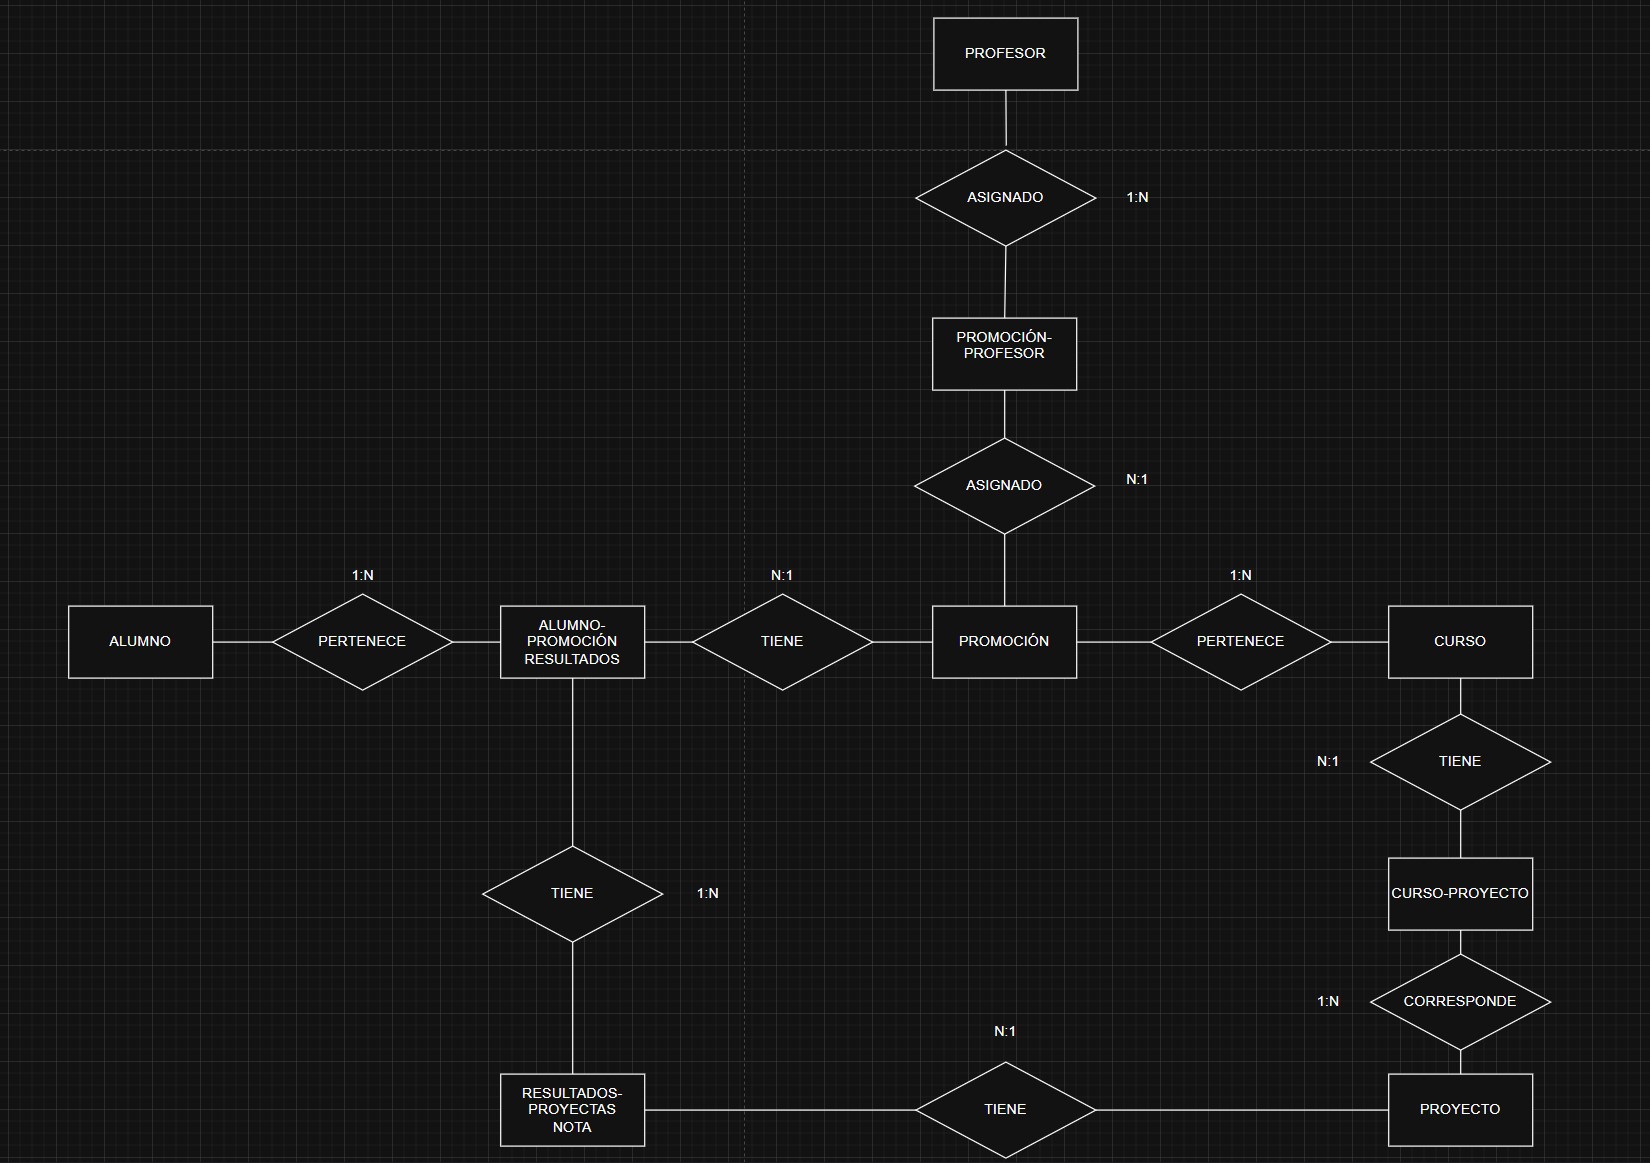 PROFESOR
ASIGNADO
1:N
PROMOCIÓN-
PROFESOR
ASIGNADO
N:1
1:N
N:1
1:N
ALUMNO
PERTENECE
ALUMNO-
PROMOCIÓN
RESULTADOS
TIENE
PROMOCIÓN
PERTENECE
CURSO
N:1
TIENE
TIENE
1:N
CURSO-PROYECTO
1:N
CORRESPONDE
N:1
RESULTADOS-
PROYECTAS
NOTA
TIENE
PROYECTO